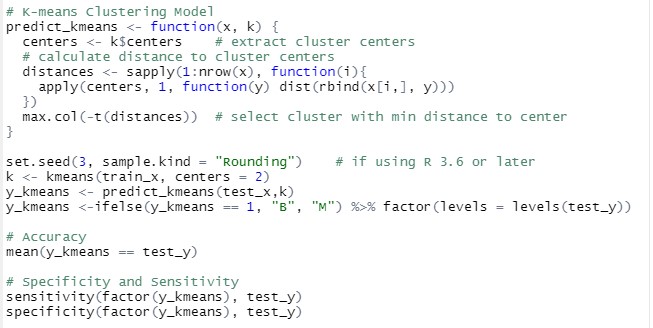 # K-means Clustering Model
predict_kmeans <- function(x, k) {
  centers <- k$centers    # extract cluster centers
  # calculate distance to cluster centers
  distances <- sapply(1:nrow(x), function(i){
    apply(centers, 1, function(y) dist(rbind(x[i,], y)))
  })
  max.col(-t(distances))  # select cluster with min distance to center
}
set.seed(3, sample.kind = "Rounding")    # if using R 3.6 or later
k <- kmeans(train_x, centers = 2)
y_kmeans <- predict_kmeans(test_x,k)
y_kmeans <-ifelse(y_kmeans == 1, "B", "M") %>% factor(levels = levels(test_y))
# Accuracy
mean(y_kmeans == test_y)
# Specificity and Sensitivity
sensitivity(factor(y_kmeans), test_y)
specificity(factor(y_kmeans), test_y)